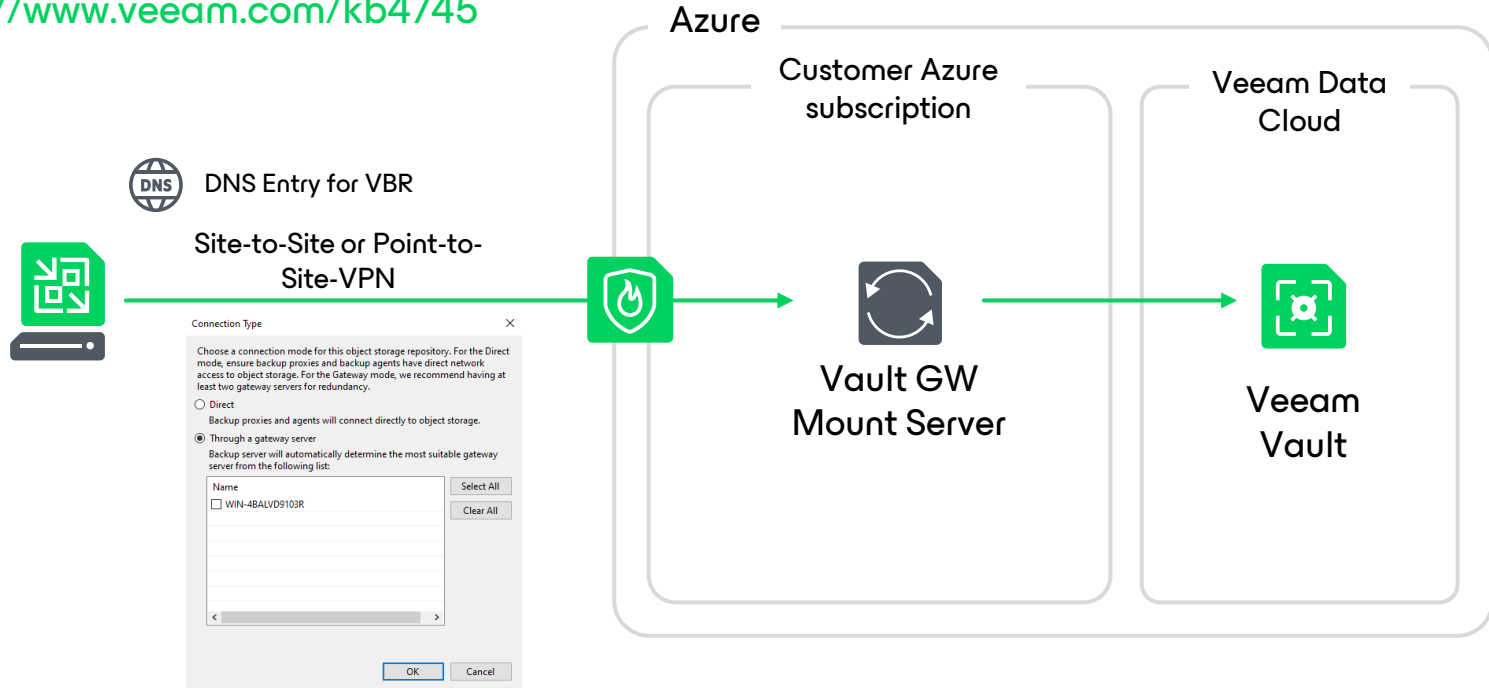 //www.veeam.com/kb4745
Azure
Customer Azure
subscription
Veeam Data
Cloud
DNS
DNS Entry for VBR
Site-to-Site or Point-to-
Site-VPN
Connection Type
Choose a connection mode for this object storage repository. For the Direct
mode, ensure backup proxies and backup agents have direct network
access to object storage. For the Gateway mode, we recommend having at
least two gateway servers for redundancy.
Direct
Backup proxies and agents will connect directly to object storage.
Through a gateway server
Backup server will automatically determine the most suitable gateway
server from the following list:
Name
WIN-4BALVD9103R
Select All
Clear All
OK
Cancel
Vault GW
Mount Server
Veeam
Vault